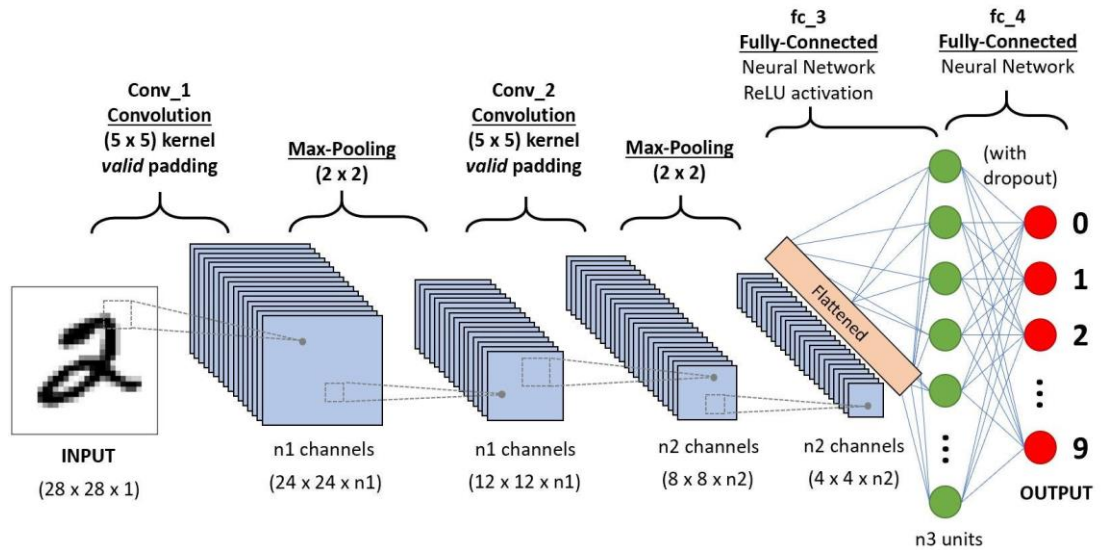 fc_3
Fully-Connected
Neural Network
ReLU activation
fc_4
Fully-Connected
Neural Network
Conv_1
Convolution
(5 x 5) kernel
valid padding
Max-Pooling
(2 x 2)
Conv_2
Convolution
(5 x 5) kernel
valid padding
Max-Pooling
(2 x 2)
(with
dropout)
Flattened
0
1
2
9
INPUT
(28 x 28 x 1)
n1 channels
(24 x 24 x n1)
n1 channels
(12 x 12 x n1)
n2 channels
(8 x 8 x n2)
n2 channels
(4 x 4 x n2)
OUTPUT
n3 units